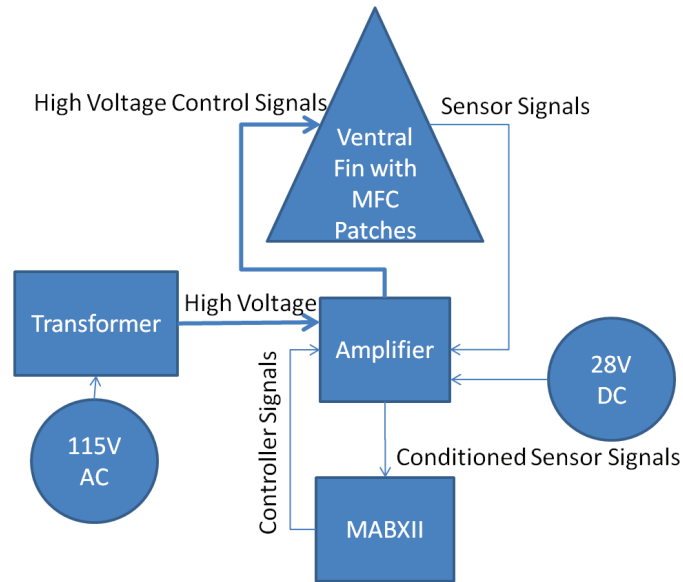 High Voltage Control Signals
Sensor Signals
Ventral
Fin with
MFC
Patches
High Voltage
Transformer
Amplifier
28V
DC
115V
AC
Controller Signals
Conditioned Sensor Signals
MABXII